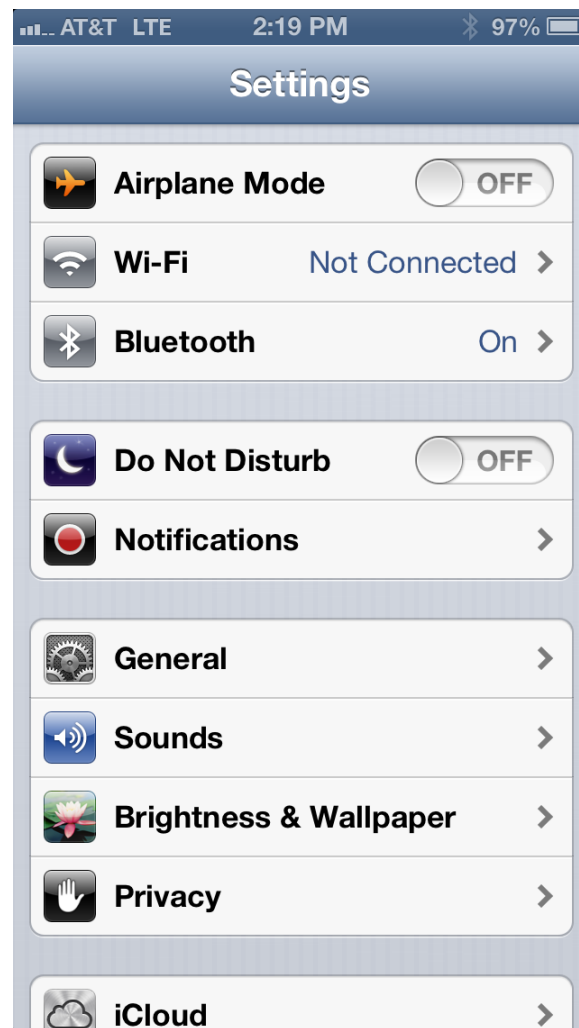 AT&T LTE 2:19 PM 97%
Settings
Airplane Mode OFF
Wi-Fi Not Connected
Bluetooth On
Do Not Disturb OFF
Notifications
General
Sounds
Brightness & Wallpaper
Privacy
iCloud